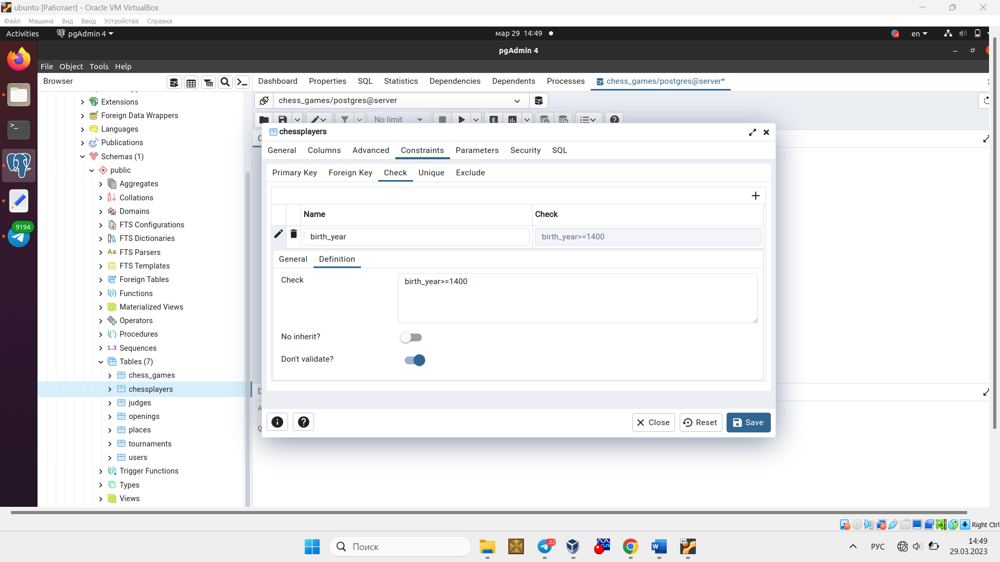 ubuntu [Работает] - Oracle VM VirtualBox
Файл Машина Вид Ввод Устройства Справка
Activities pgAdmin 4 мар 29 14:49 en
pgAdmin 4
File Object Tools Help
Browser
Dashboard Properties SQL Statistics Dependencies Dependents Processes chess_games/postgres@server*
chess_games/postgres@server
No limit
Extensions
Foreign Data Wrappers
Languages
Publications
Schemas (1)
public
Aggregates
Collations
Domains
FTS Configurations
FTS Dictionaries
Aa FTS Parsers
FTS Templates
Foreign Tables
Functions
Materialized Views
Operators
Procedures
1..3 Sequences
Tables (7)
chess_games
chessplayers
judges
openings
places
tournaments
users
Trigger Functions
Types
Views
9194
chessplayers
General Columns Advanced Constraints Parameters Security SQL
Primary Key Foreign Key Check Unique Exclude
Name Check
birth_year birth_year>=1400
General Definition
Check birth_year>=1400
No inherit?
Don't validate?
Close Reset Save
Right Ctrl
Поиск
РУС
14:49
29.03.2023